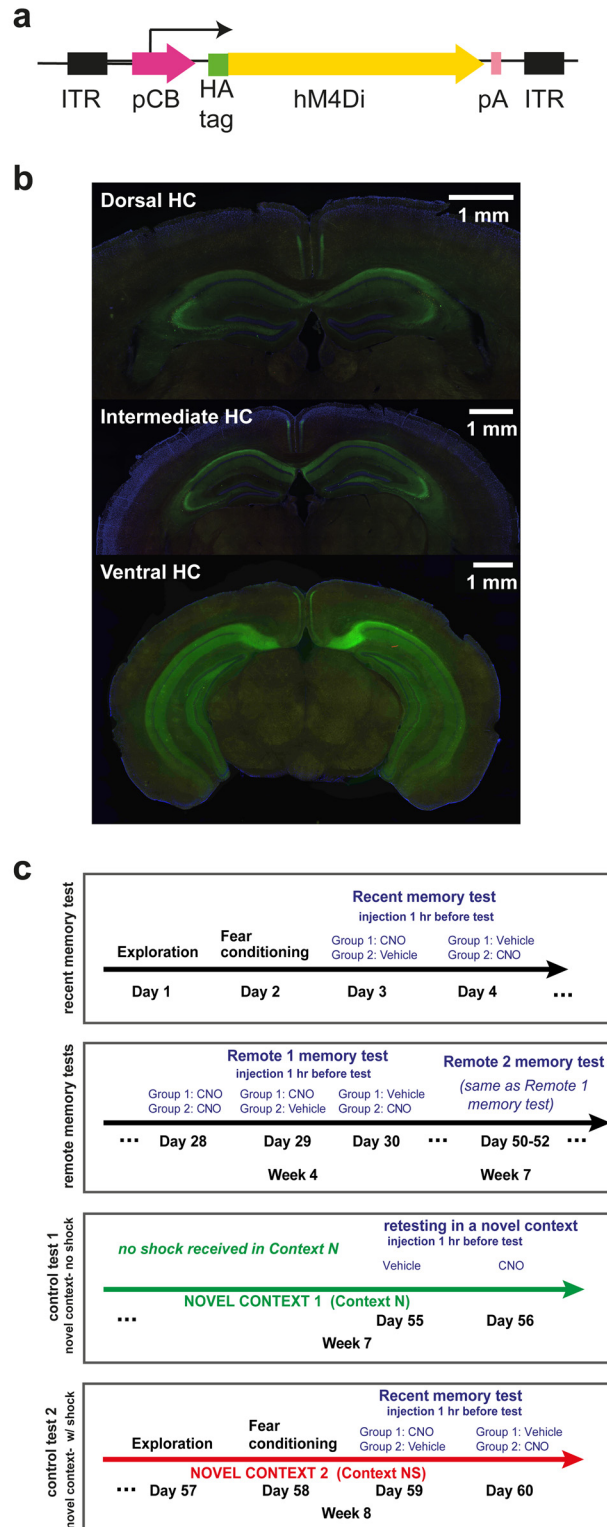 a
ITR
pCB
HA
tag
hM4Di
pA
ITR
b
Dorsal HC
1 mm
Intermediate HC
1 mm
Ventral HC
1 mm
c
recent memory test
Recent memory test
injection 1 hr before test
Exploration
Fear
conditioning
Group 1: CNO
Group 2: Vehicle
Group 1: Vehicle
Group 2: CNO
Day 1
Day 2
Day 3
Day 4
...
remote memory tests
Remote 1 memory test
injection 1 hr before test
Remote 2 memory test
(same as Remote 1
memory test)
Group 1: CNO
Group 2: CNO
Group 1: CNO
Group 2: Vehicle
Group 1: Vehicle
Group 2: CNO
...
Day 28
Day 29
Day 30
...
Day 50-52
...
Week 4
Week 7
control test 1
novel context- no shock
no shock received in Context N
retesting in a novel context
injection 1 hr before test
Vehicle
CNO
NOVEL CONTEXT 1 (Context N)
...
Day 55
Day 56
Week 7
control test 2
novel context- w/ shock
Recent memory test
injection 1 hr before test
Exploration
Fear
conditioning
Group 1: CNO
Group 2: Vehicle
Group 1: Vehicle
Group 2: CNO
NOVEL CONTEXT 2 (Context NS)
...
Day 57
Day 58
Day 59
Day 60
Week 8